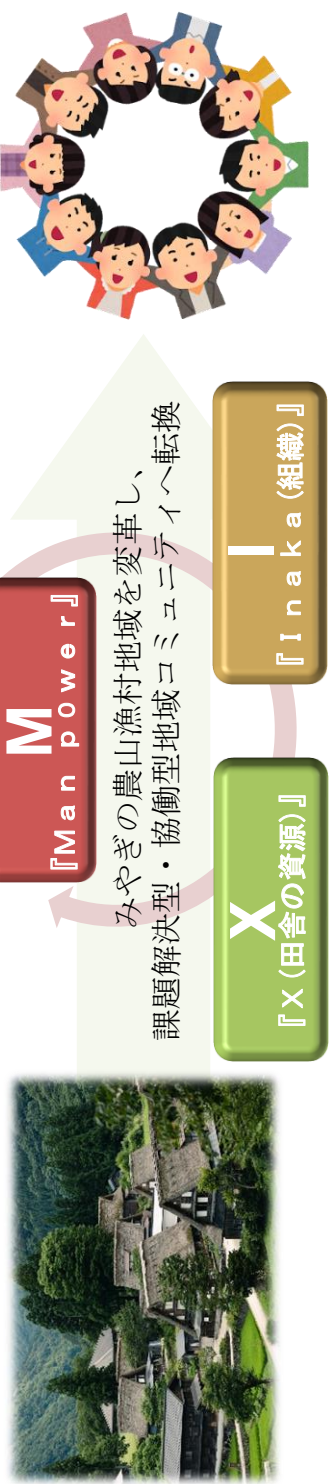 M
『Man p0wer』
みやぎの農山漁村地域を変革し、
課題解決型・協働型地域コミュニティへ転換
X
『X(田舎の資源)』
I
『Inaka(組織)』